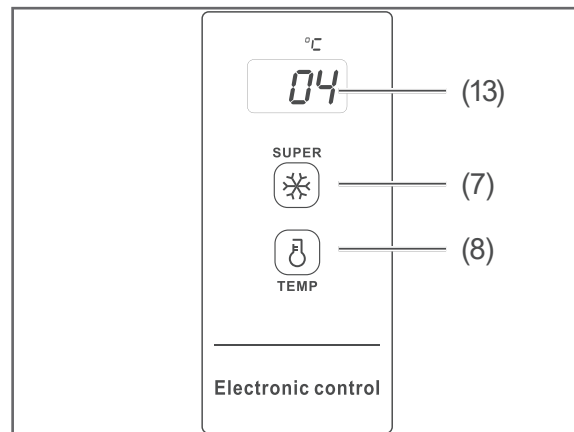 °C
04
(13)
SUPER
(7)
(8)
TEMP
Electronic control